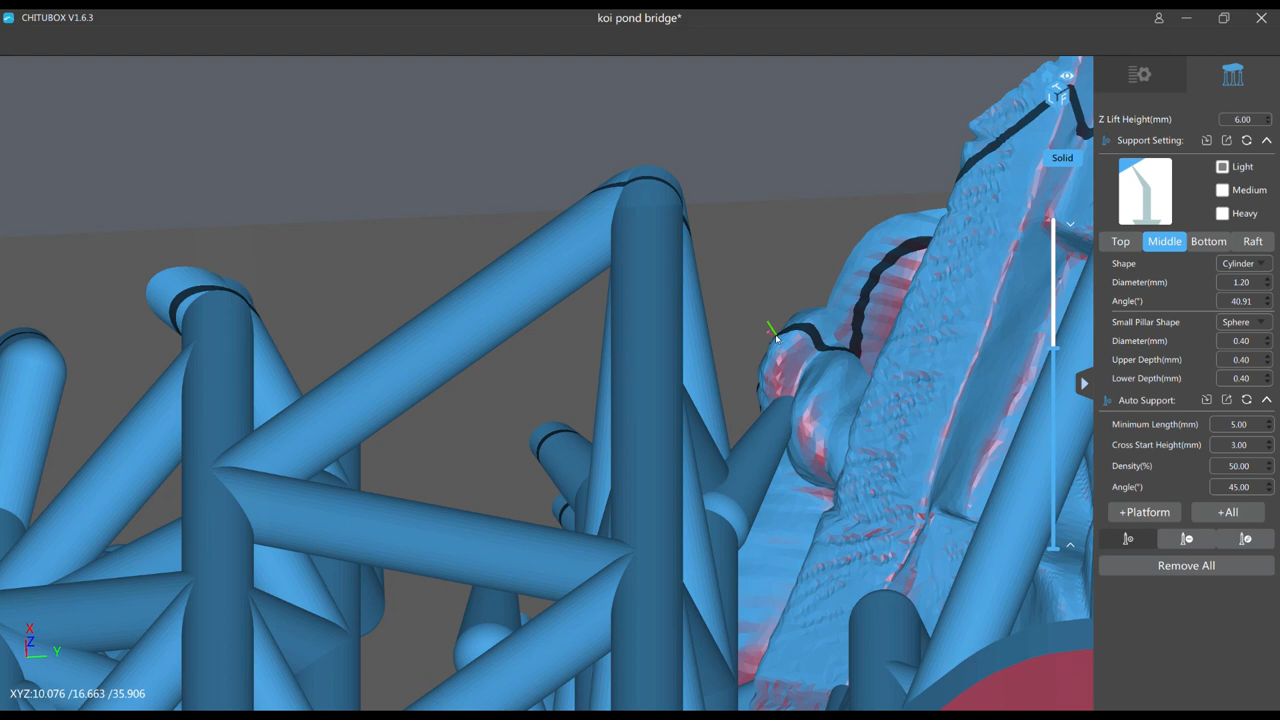 CHITUBOX V1.6.3
koi pond bridge*
L F
Solid
Z Lift Height(mm) 6.00
Support Setting:
Light
Medium
Heavy
Top Middle Bottom Raft
Shape Cylinder
Diameter(mm) 1.20
Angle(°) 40.91
Small Pillar Shape Sphere
Diameter(mm) 0.40
Upper Depth(mm) 0.40
Lower Depth(mm) 0.40
Auto Support:
Minimum Length(mm) 5.00
Cross Start Height(mm) 3.00
Density(%) 50.00
Angle(°) 45.00
+Platform +All
Remove All
X
Z
Y
XYZ:10.076 /16.663 /35.906